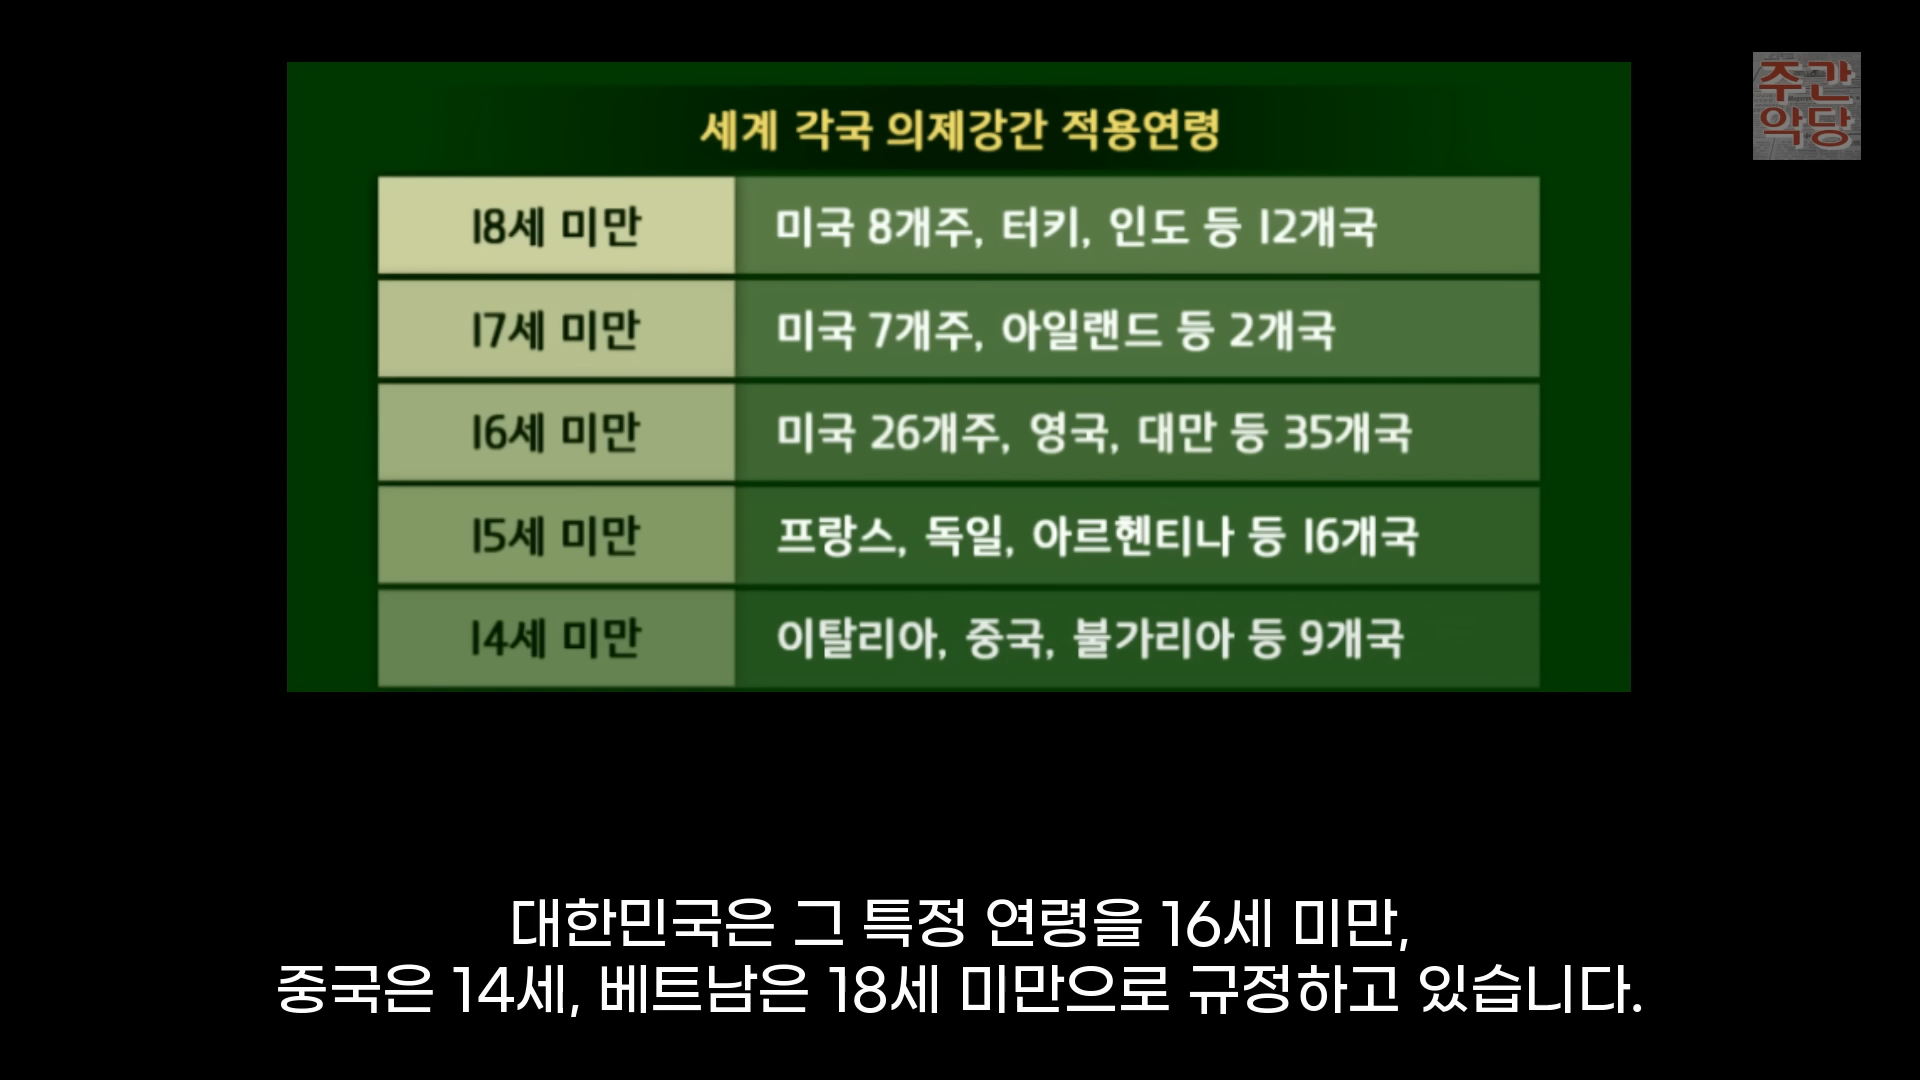 주간
악당
세계 각국 의제강간 적용연령
18세 미만 미국 8개주, 터키, 인도 등 12개국
17세 미만 미국 7개주, 아일랜드 등 2개국
16세 미만 미국 26개주, 영국, 대만 등 35개국
15세 미만 프랑스, 독일, 아르헨티나 등 16개국
14세 미만 이탈리아, 중국, 불가리아 등 9개국
대한민국은 그 특정 연령을 16세 미만,
중국은 14세, 베트남은 18세 미만으로 규정하고 있습니다.